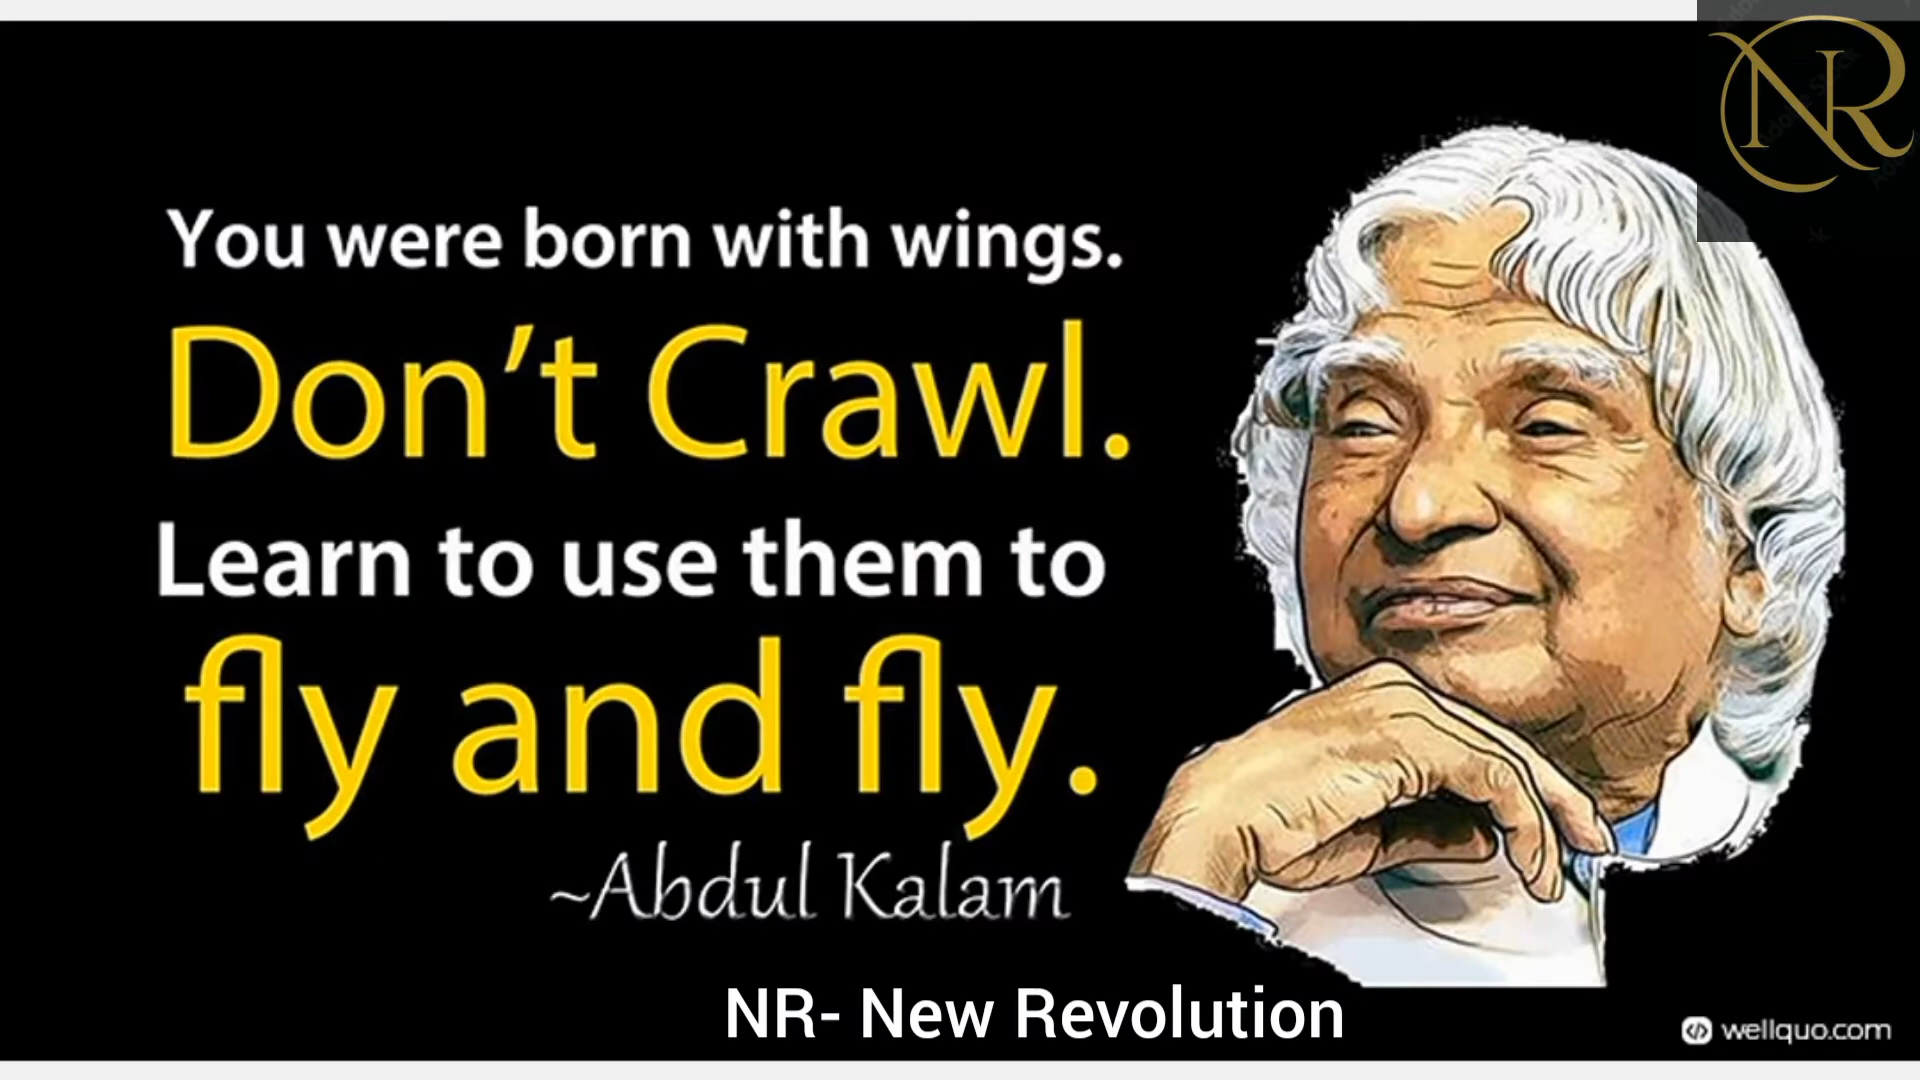 NR
You were born with wings.
Don't Crawl.
Learn to use them to
fly and fly.
~Abdul Kalam
NR- New Revolution
wellquo.com